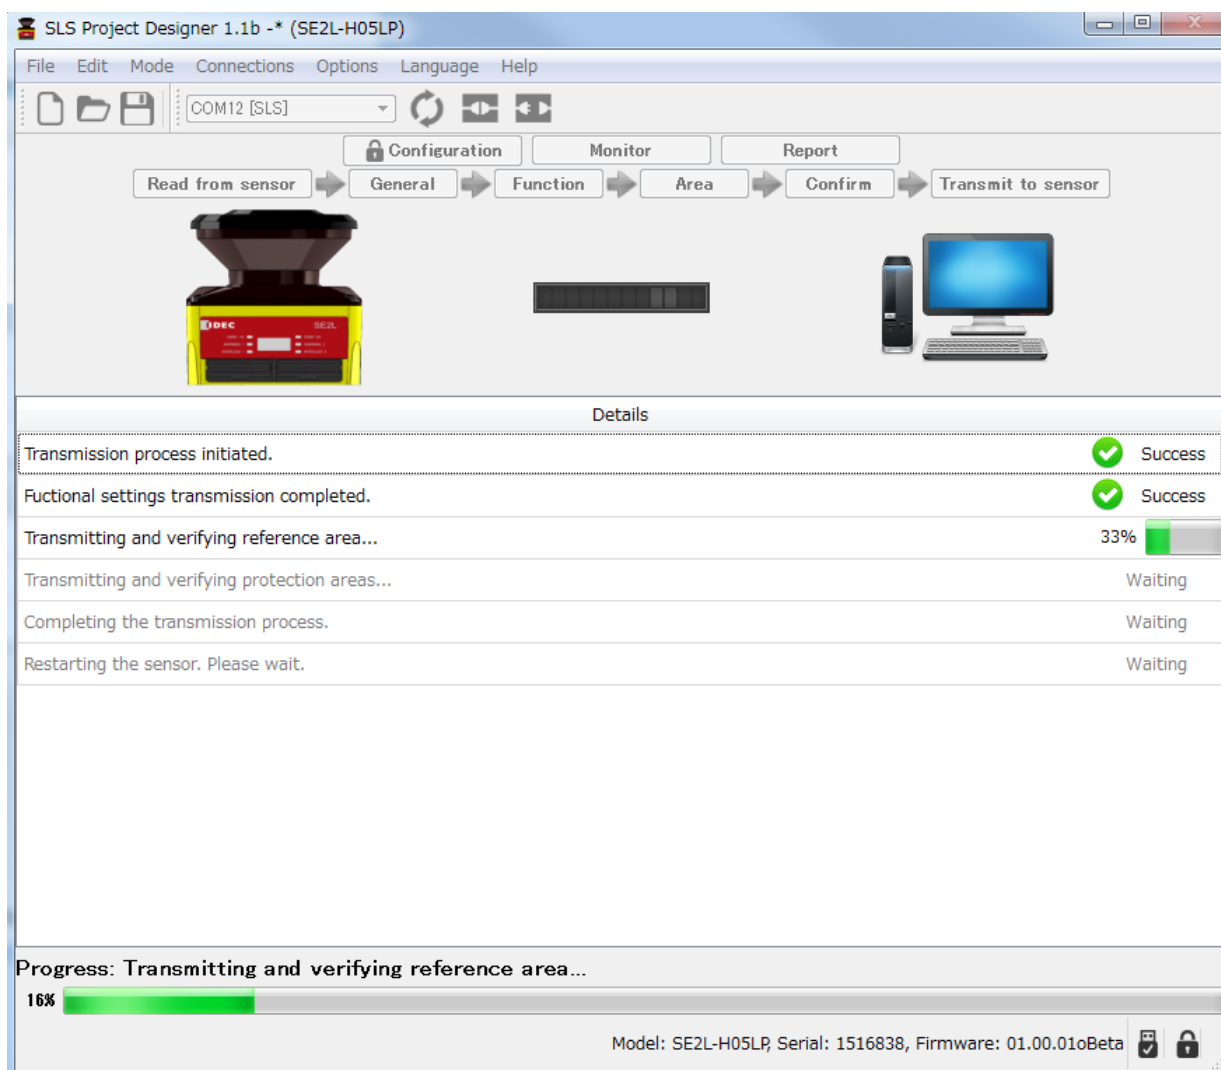 SLS Project Designer 1.1b -* (SE2L-H05LP)
File Edit Mode Connections Options Language Help
COM12 [SLS]
Configuration Monitor Report
Read from sensor General Function Area Confirm Transmit to sensor
IDEC SE2L
Details
Transmission process initiated. Success
Fuctional settings transmission completed. Success
Transmitting and verifying reference area... 33%
Transmitting and verifying protection areas... Waiting
Completing the transmission process. Waiting
Restarting the sensor. Please wait. Waiting
Progress: Transmitting and verifying reference area...
16%
Model: SE2L-H05LP, Serial: 1516838, Firmware: 01.00.01oBeta